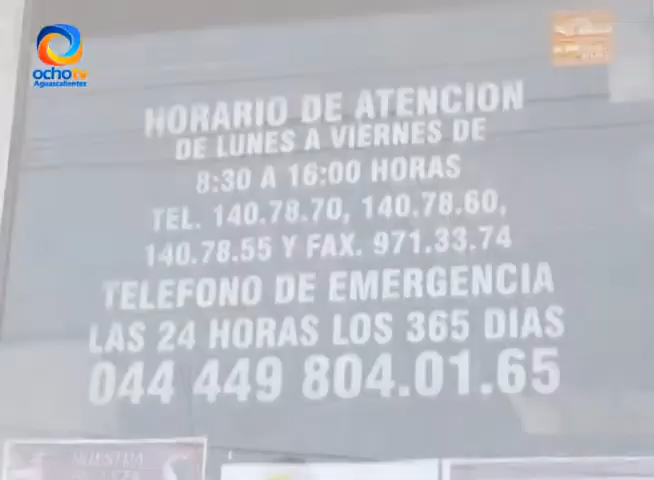 ochotv
Aguascalientes
HORARIO DE ATENCION
DE LUNES A VIERNES DE
8:30 A 16:00 HORAS
TEL. 140.78.70, 140.78.60,
140.78.55 Y FAX. 971.33.74
TELEFONO DE EMERGENCIA
LAS 24 HORAS LOS 365 DIAS
044 449 804.01.65
NUESTRA